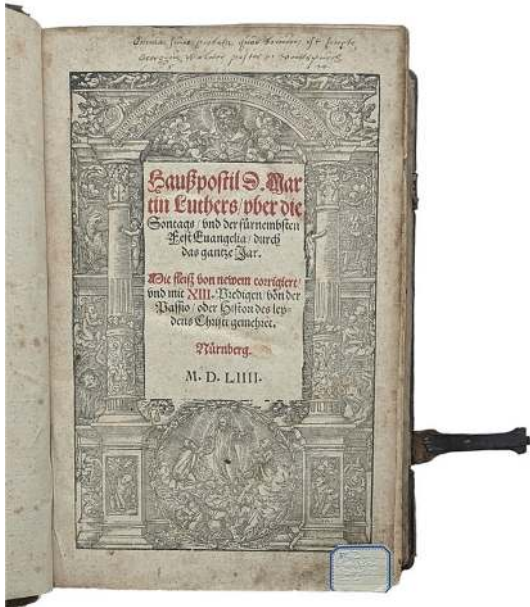 Haußpostil D. Mar
tin Luthers / vber die
Sontags / vnd der fürnembsten
Fest Euangelia / durch
das gantze Jar.
Mit fleiß von newem corrigiert /
vnd mit XIII. Predigen / von der
Passio / oder Histori des ley-
dens Christi gemehret.
Nürnberg.
M. D. LIIII.